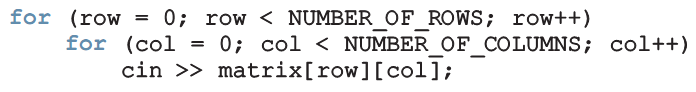 for (row = 0; row < NUMBER_OF_ROWS; row++)
    for (col = 0; col < NUMBER_OF_COLUMNS; col++)
        cin >> matrix[row][col];